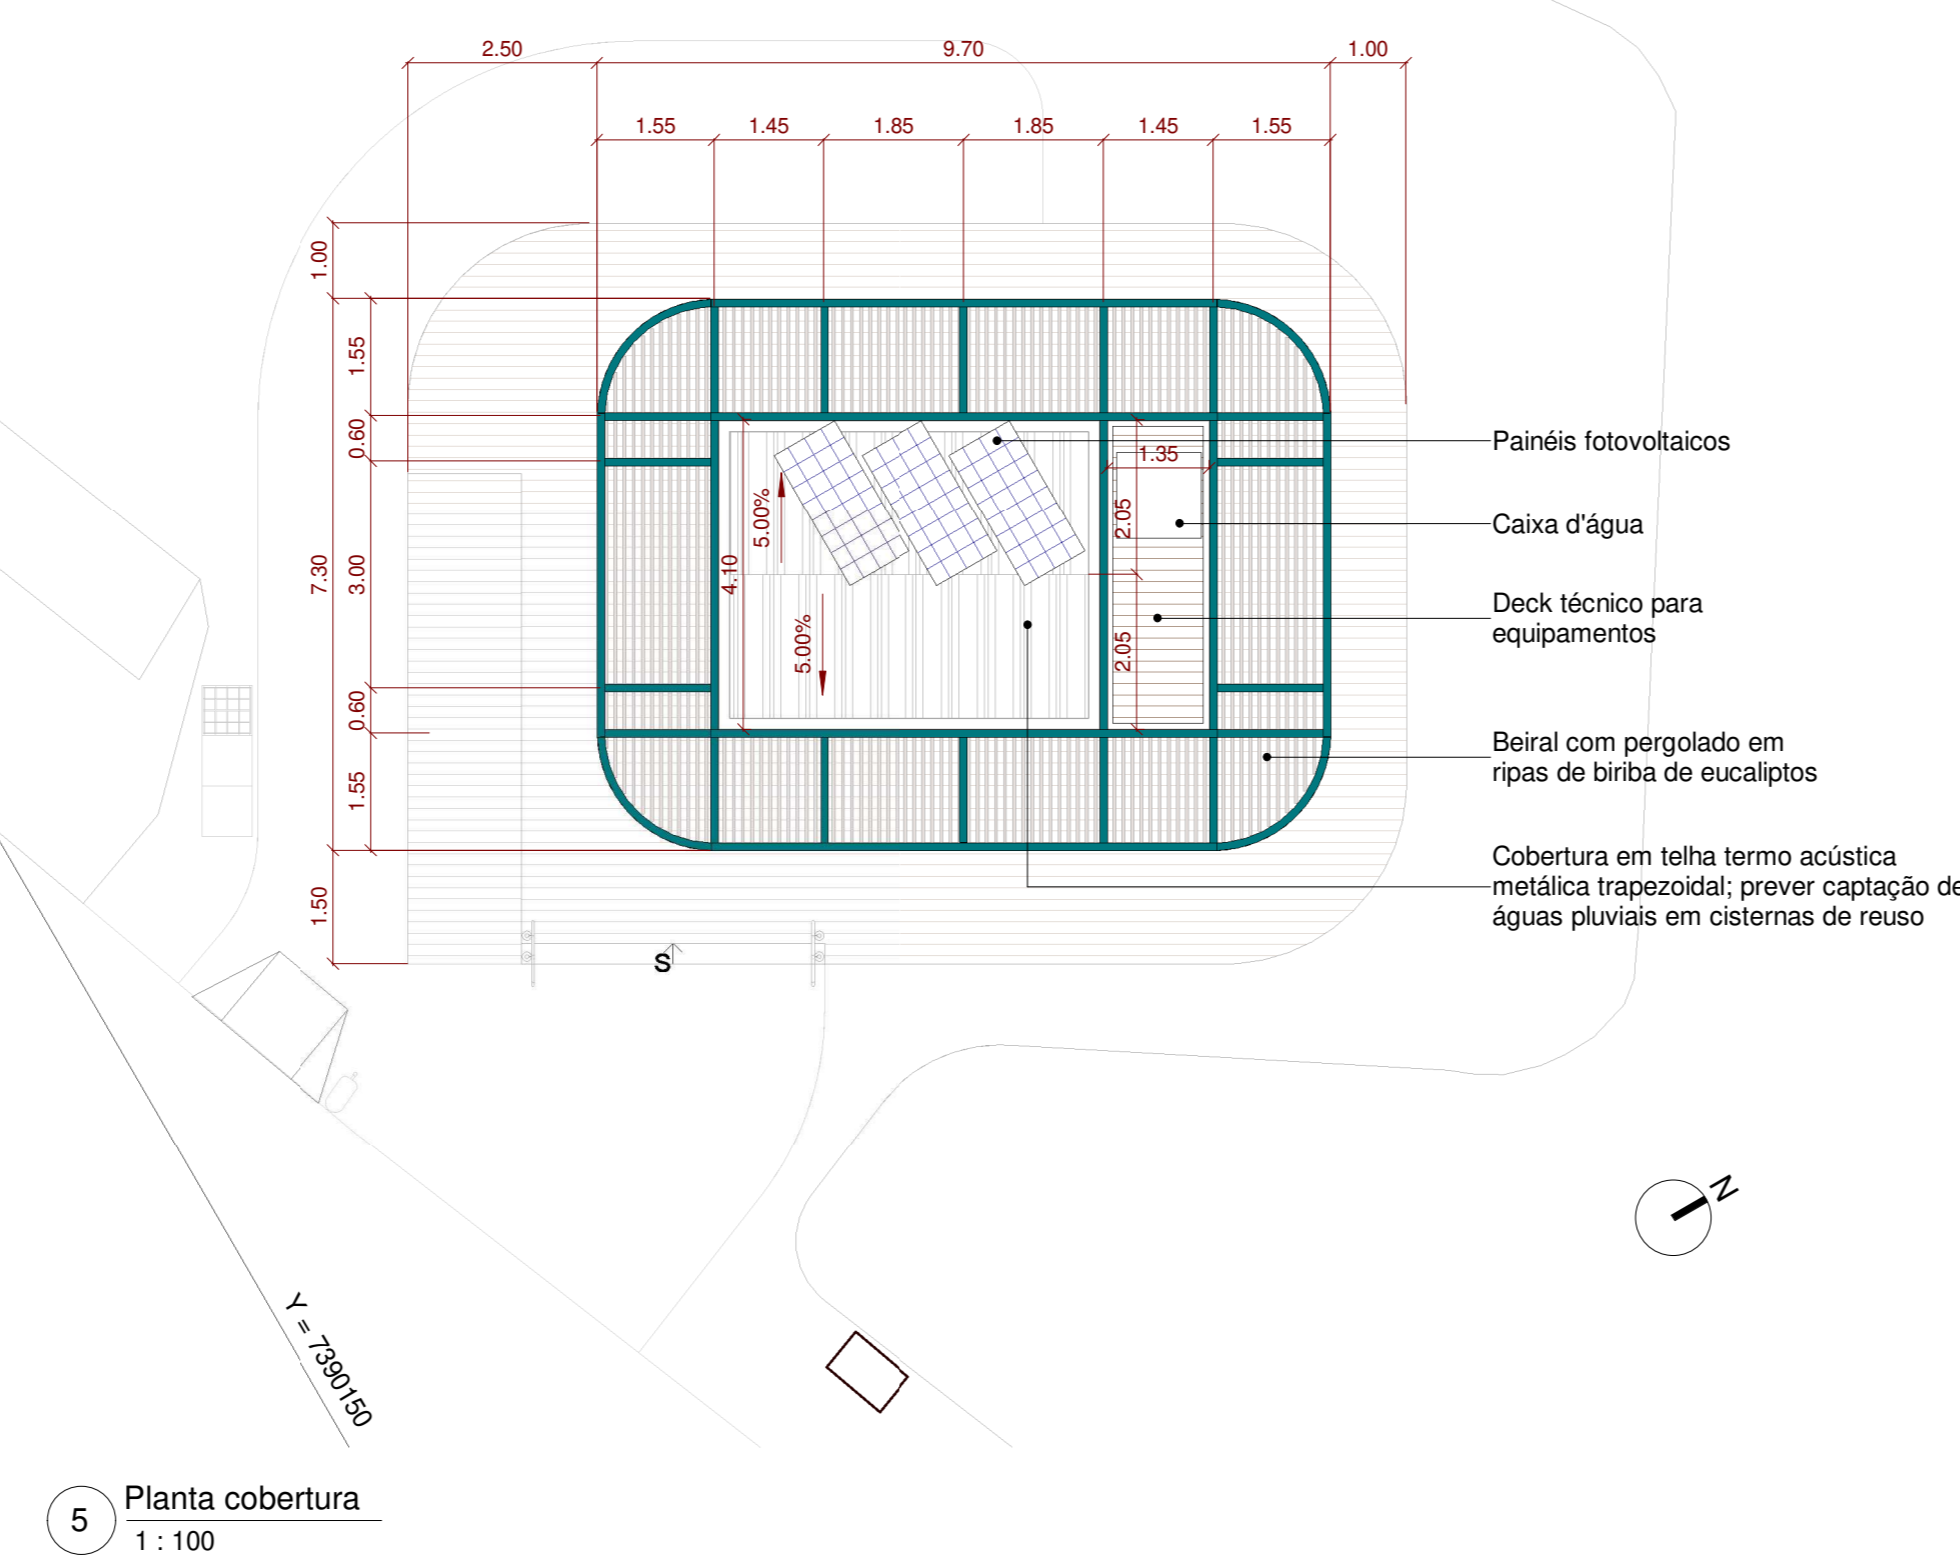 2.50
9.70
1.00
1.55
1.45
1.85
1.85
1.45
1.55
1.00
1.55
0.60
7.30
3.00
0.60
1.55
1.50
5.00%
4.10
5.00%
1.35
2.05
2.05
Painéis fotovoltaicos
Caixa d'água
Deck técnico para
equipamentos
Beiral com pergolado em
ripas de biriba de eucaliptos
Cobertura em telha termo acústica
metálica trapezoidal; prever captação de
águas pluviais em cisternas de reuso
S
N
Y = 7390150
5
Planta cobertura
1 : 100